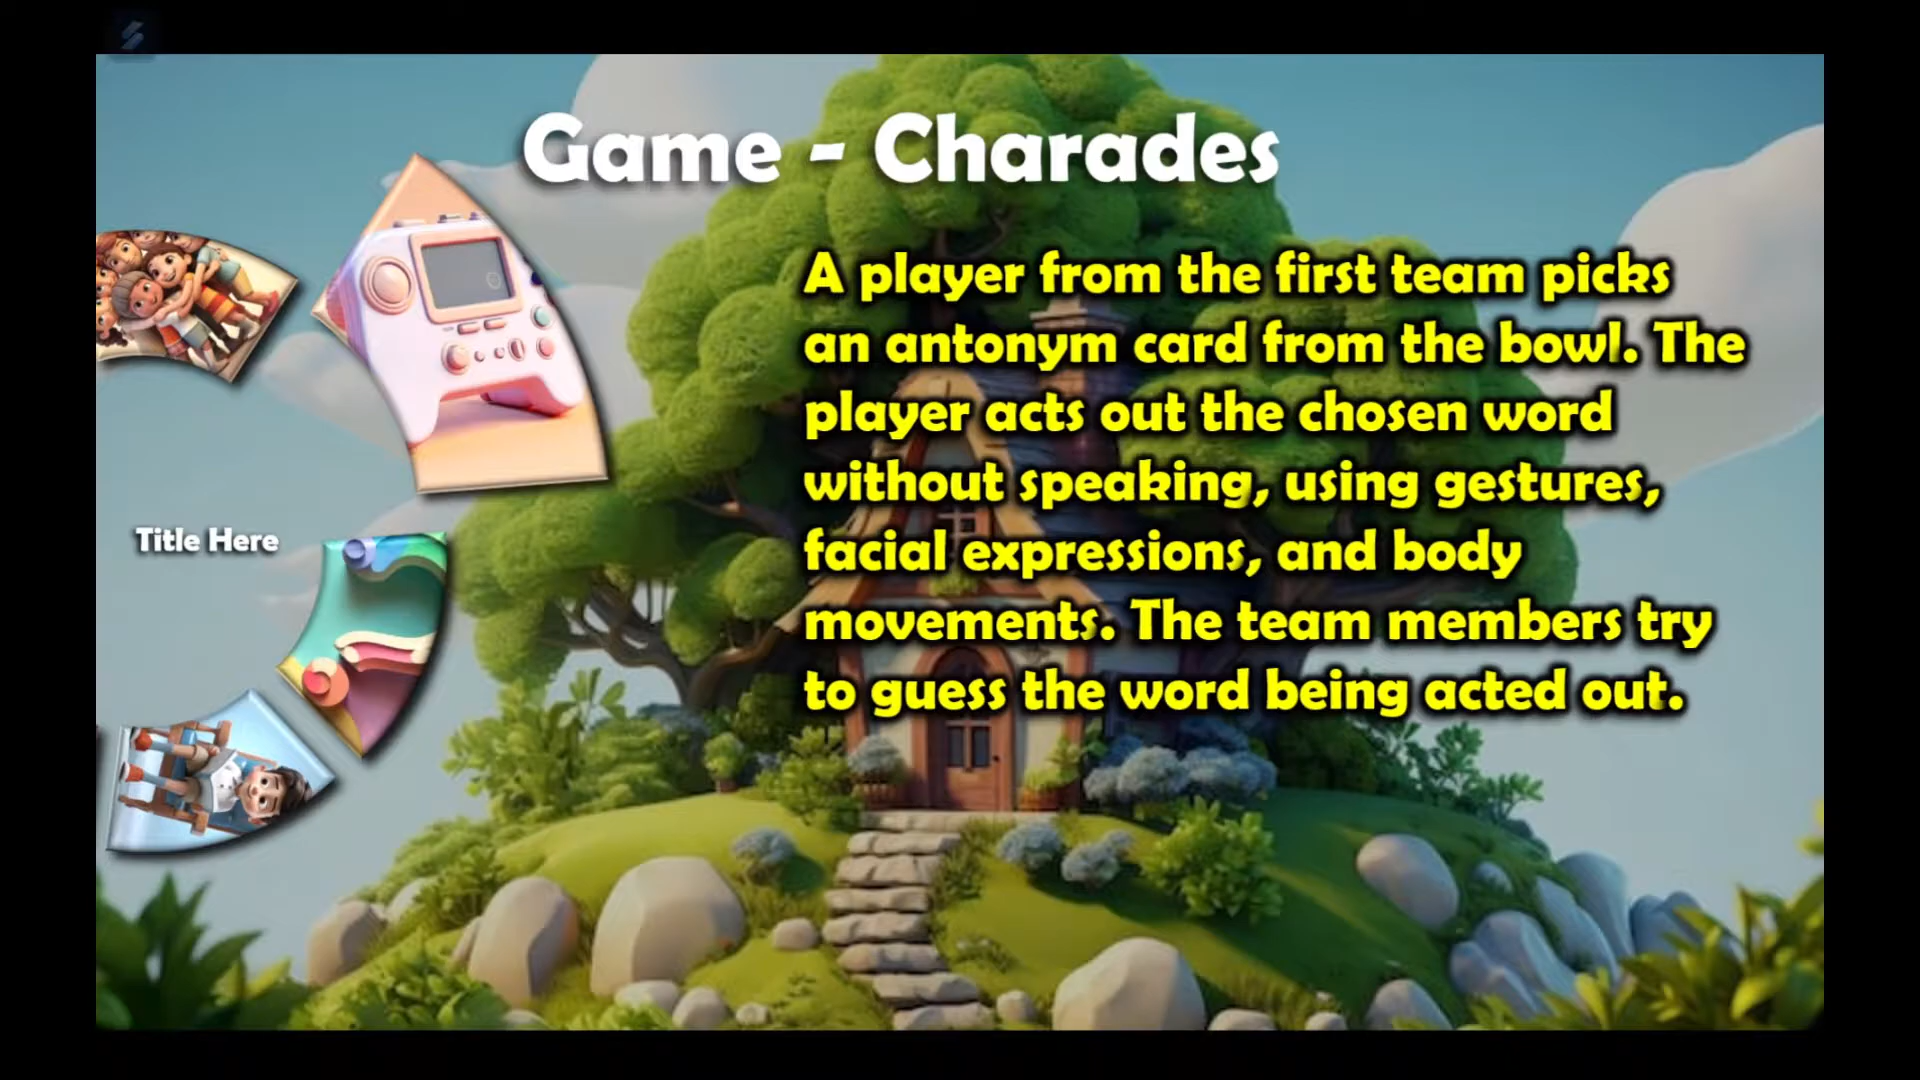 Game - Charades
A player from the first team picks
an antonym card from the bowl. The
player acts out the chosen word
without speaking, using gestures,
facial expressions, and body
movements. The team members try
to guess the word being acted out.
Title Here